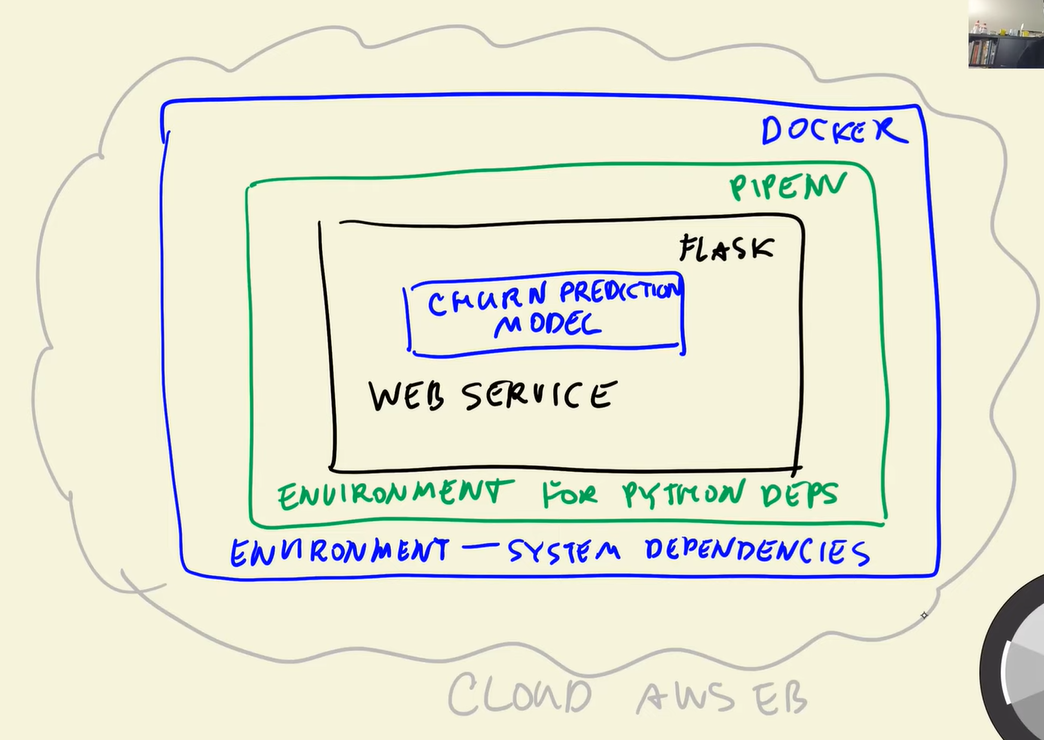 DOCKER
PIPENV
FLASK
CHURN PREDICTION
MODEL
WEB SERVICE
ENVIRONMENT FOR PYTHON DEPS
ENVIRONMENT — SYSTEM DEPENDENCIES
CLOUD AWS EB